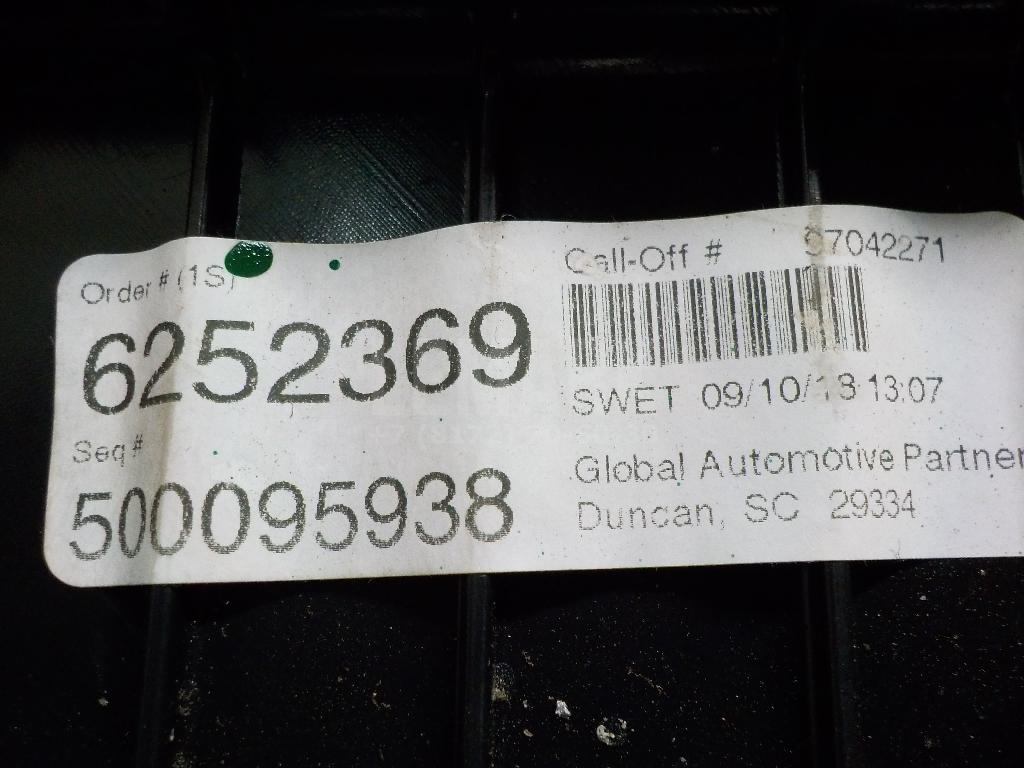 Order # (1S)
6252369
Seq #
500095938
Call-Off # 97042271
SWET 09/10/13 13:07
Global Automotive Partner
Duncan, SC 29334